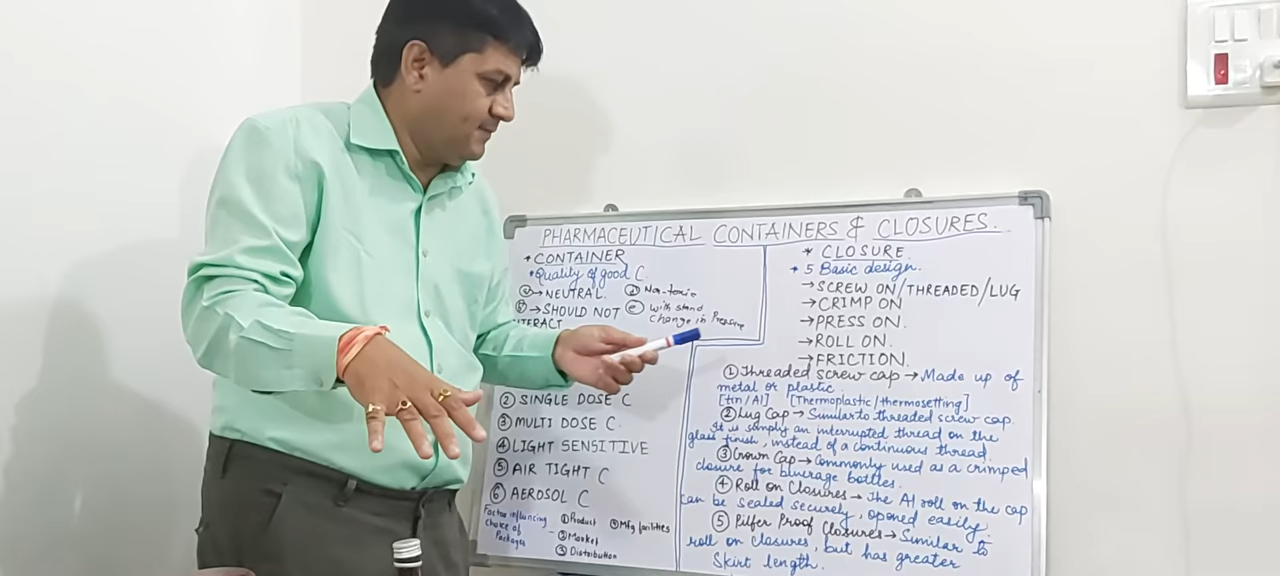 PHARMACEUTICAL CONTAINERS & CLOSURES.
* CONTAINER
*Quality of good C.
ⓐ→ NEUTRAL.
ⓑ → SHOULD NOT
INTERACT
ⓓ Non-toxic
ⓔ with stand
change in Pressure
② SINGLE DOSE C
③ MULTI DOSE C.
④ LIGHT SENSITIVE
⑤ AIR TIGHT C
⑥ AEROSOL C
Factor influencing
choice of
Packages
① Product
② Market
③ Distribution
④ Mfg facilities
* CLOSURE
* 5 Basic design.
→ SCREW ON/THREADED/LUG
→ CRIMP ON
→ PRESS ON.
→ ROLL ON.
→ FRICTION.
① Threaded screw cap → Made up of
metal or plastic.
[tin/Al] [Thermoplastic/thermosetting]
② Lug Cap → Similar to threaded screw cap.
It is simply an interrupted thread on the
glass finish, instead of a continuous thread.
③ Crown Cap → Commonly used as a crimped
closure for bluerage bottles.
④ Roll on Closures → The Al roll on the cap
can be sealed securely, opened easily.
⑤ Pilfer Proof Closures → Similar to
roll on closures, but has greater
Skirt length.